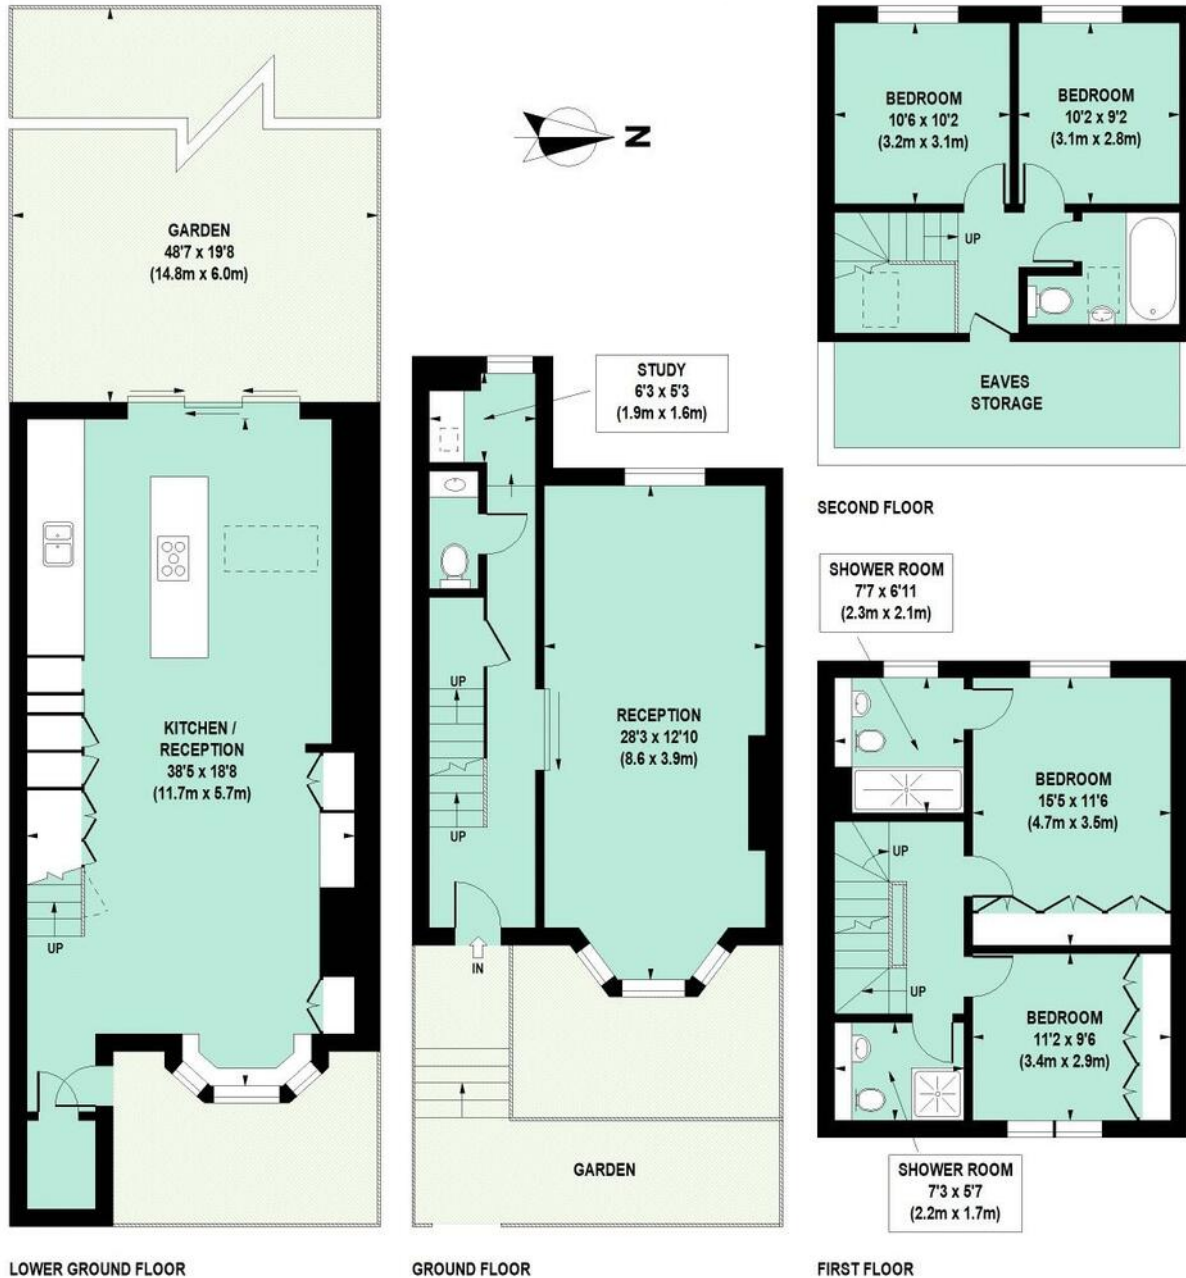 GARDEN
48'7 x 19'8
(14.8m x 6.0m)
KITCHEN /
RECEPTION
38'5 x 18'8
(11.7m x 5.7m)
UP
LOWER GROUND FLOOR
N
STUDY
6'3 x 5'3
(1.9m x 1.6m)
UP
UP
RECEPTION
28'3 x 12'10
(8.6 x 3.9m)
IN
GARDEN
GROUND FLOOR
BEDROOM
10'6 x 10'2
(3.2m x 3.1m)
BEDROOM
10'2 x 9'2
(3.1m x 2.8m)
UP
EAVES
STORAGE
SECOND FLOOR
SHOWER ROOM
7'7 x 6'11
(2.3m x 2.1m)
BEDROOM
15'5 x 11'6
(4.7m x 3.5m)
UP
UP
BEDROOM
11'2 x 9'6
(3.4m x 2.9m)
SHOWER ROOM
7'3 x 5'7
(2.2m x 1.7m)
FIRST FLOOR